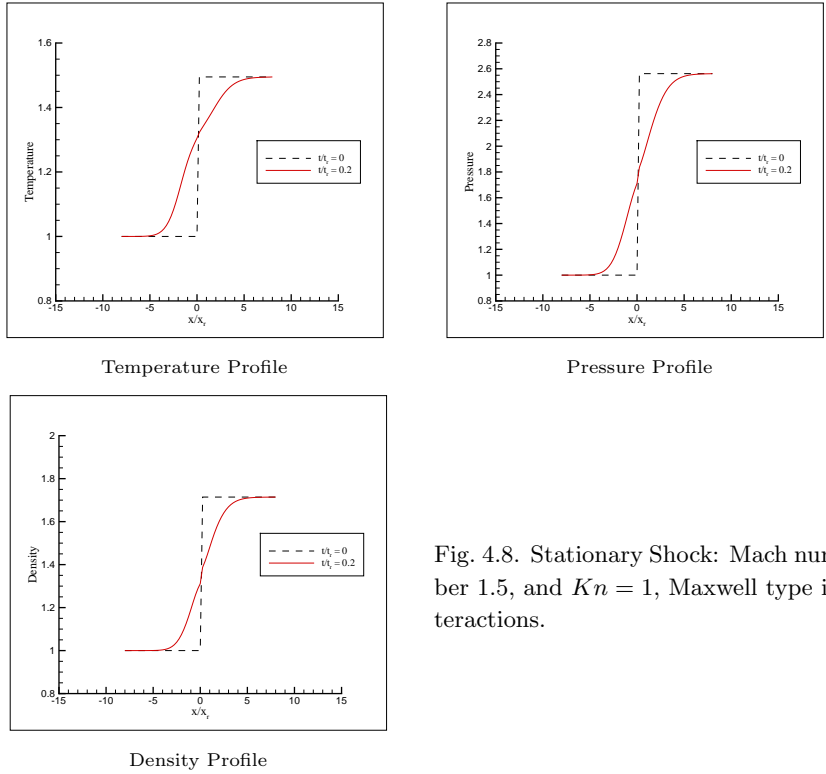 1.6
1.4
1.2
1
0.8
-15 -10 -5 0 5 10 15
x/x_r
Temperature
t/t_r = 0
t/t_r = 0.2
Temperature Profile
2.8
2.6
2.4
2.2
2
1.8
1.6
1.4
1.2
1
0.8
-15 -10 -5 0 5 10 15
x/x_r
Pressure
t/t_r = 0
t/t_r = 0.2
Pressure Profile
2
1.8
1.6
1.4
1.2
1
0.8
-15 -10 -5 0 5 10 15
x/x_r
Density
t/t_r = 0
t/t_r = 0.2
Density Profile
Fig. 4.8. Stationary Shock: Mach num
ber 1.5, and Kn = 1, Maxwell type i
teractions.